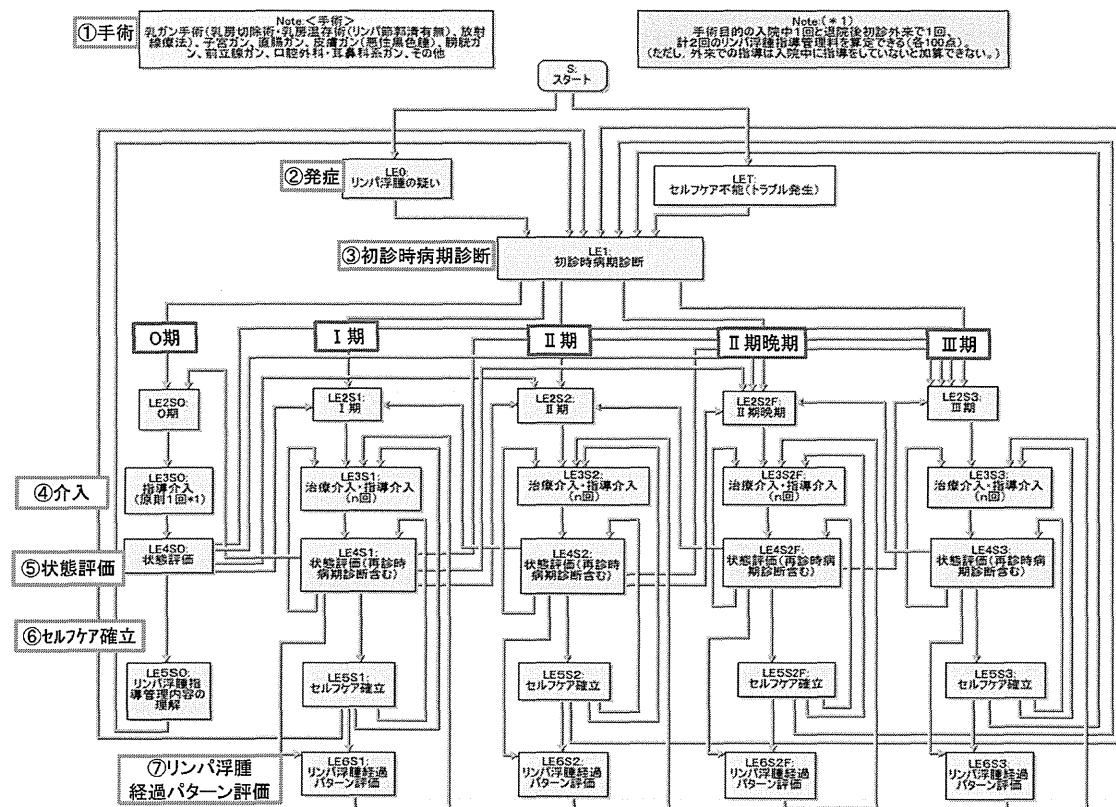 ①手術
Note:<手術>
乳ガン手術(乳房切除術・乳房温存術(リンパ節郭清有無)、放射
線療法)、子宮ガン、直腸ガン、皮膚ガン(悪性黒色腫)、膀胱ガ
ン、前立腺ガン、口腔外科・耳鼻科系ガン、その他
Note:(*1)
手術目的の入院中1回と退院後初診外来で1回、
計2回のリンパ浮腫指導管理料を算定できる(各100点)。
(ただし、外来での指導は入院中に指導をしていないと加算できない。)
S:
スタート
②発症
LE0:
リンパ浮腫の疑い
LET:
セルフケア不能(トラブル発生)
③初診時病期診断
LE1:
初診時病期診断
0期
Ⅰ期
Ⅱ期
Ⅱ期晩期
Ⅲ期
LE2S0:
0期
LE2S1:
Ⅰ期
LE2S2:
Ⅱ期
LE2S2F:
Ⅱ期晩期
LE2S3:
Ⅲ期
④介入
LE3S0:
指導介入
(原則1回*1)
LE3S1:
治療介入・指導介入
(n回)
LE3S2:
治療介入・指導介入
(n回)
LE3S2F:
治療介入・指導介入
(n回)
LE3S3:
治療介入・指導介入
(n回)
⑤状態評価
LE4S0:
状態評価
LE4S1:
状態評価(再診時
病期診断含む)
LE4S2:
状態評価(再診時
病期診断含む)
LE4S2F:
状態評価(再診時
病期診断含む)
LE4S3:
状態評価(再診時
病期診断含む)
⑥セルフケア確立
LE5S0:
リンパ浮腫指
導管理内容の
理解
LE5S1:
セルフケア確立
LE5S2:
セルフケア確立
LE5S2F:
セルフケア確立
LE5S3:
セルフケア確立
⑦リンパ浮腫
経過パターン評価
LE6S1:
リンパ浮腫経過
パターン評価
LE6S2:
リンパ浮腫経過
パターン評価
LE6S2F:
リンパ浮腫経過
パターン評価
LE6S3:
リンパ浮腫経過
パターン評価